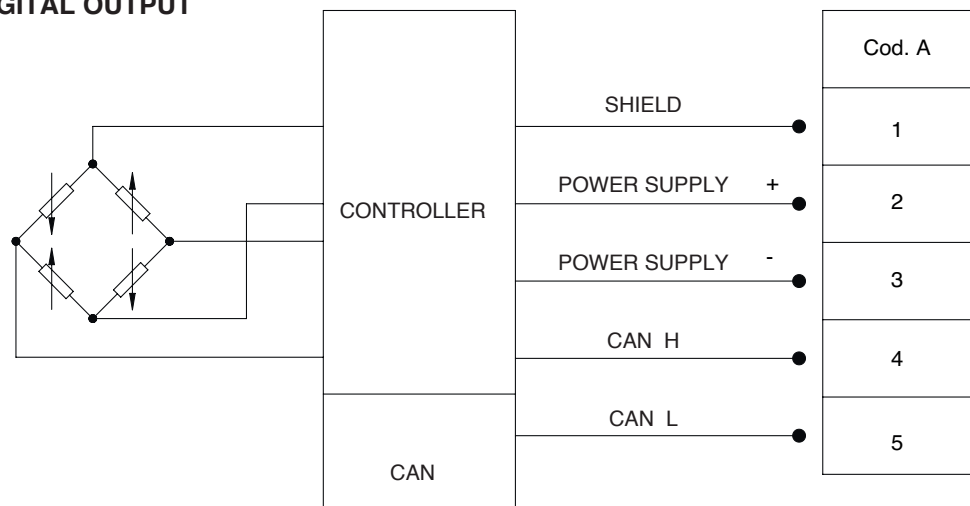 GITAL OUTPUT
Cod. A
SHIELD
1
POWER SUPPLY +
2
CONTROLLER
POWER SUPPLY -
3
CAN H
4
CAN L
5
CAN